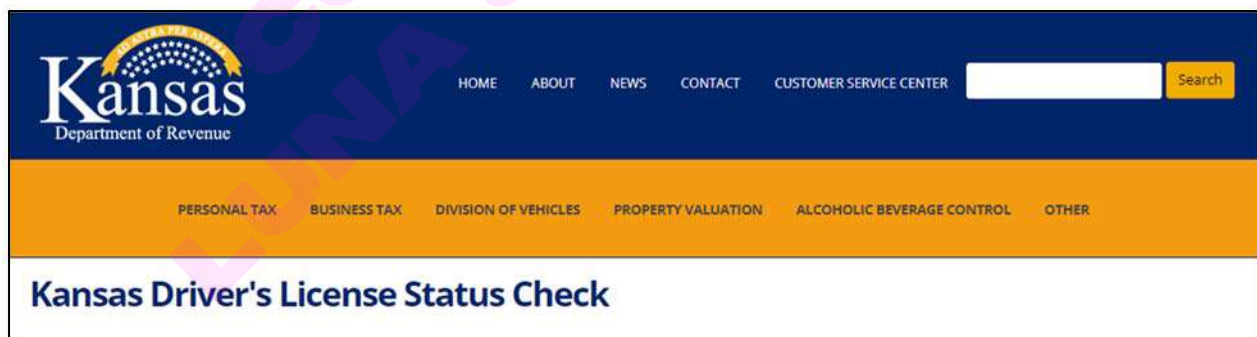 AD ASTRA PER ASPERA
Kansas
Department of Revenue
HOME ABOUT NEWS CONTACT CUSTOMER SERVICE CENTER Search
PERSONAL TAX BUSINESS TAX DIVISION OF VEHICLES PROPERTY VALUATION ALCOHOLIC BEVERAGE CONTROL OTHER
Kansas Driver's License Status Check
LUNA